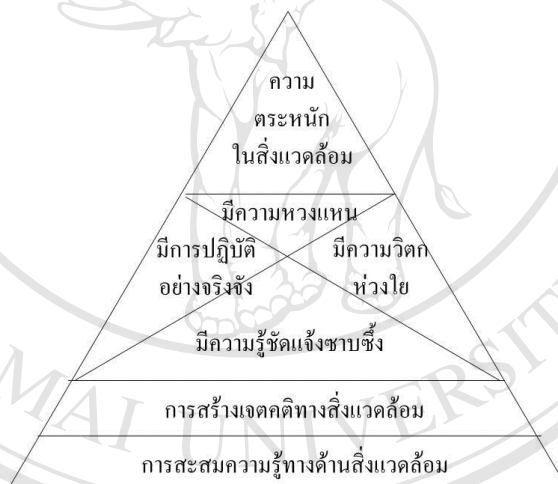 ความ
ตระหนัก
ในสิ่งแวดล้อม
มีความหวงแหน
มีการปฏิบัติ
อย่างจริงจัง
มีความวิตก
ห่วงใย
มีความรู้ชัดแจ้งซาบซึ้ง
การสร้างเจตคติทางสิ่งแวดล้อม
การสะสมความรู้ทางด้านสิ่งแวดล้อม
MAI UNIVERSIT